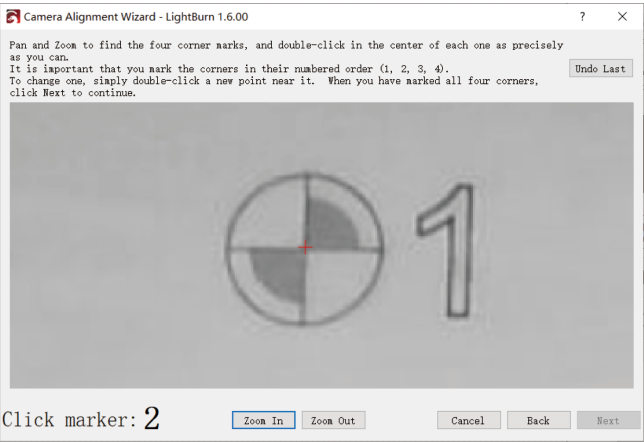 Camera Alignment Wizard - LightBurn 1.6.00
Pan and Zoom to find the four corner marks, and double-click in the center of each one as precisely
as you can.
It is important that you mark the corners in their numbered order (1, 2, 3, 4).
To change one, simply double-click a new point near it. When you have marked all four corners,
click Next to continue.
Undo Last
1
Click marker: 2
Zoom In
Zoom Out
Cancel
Back
Next